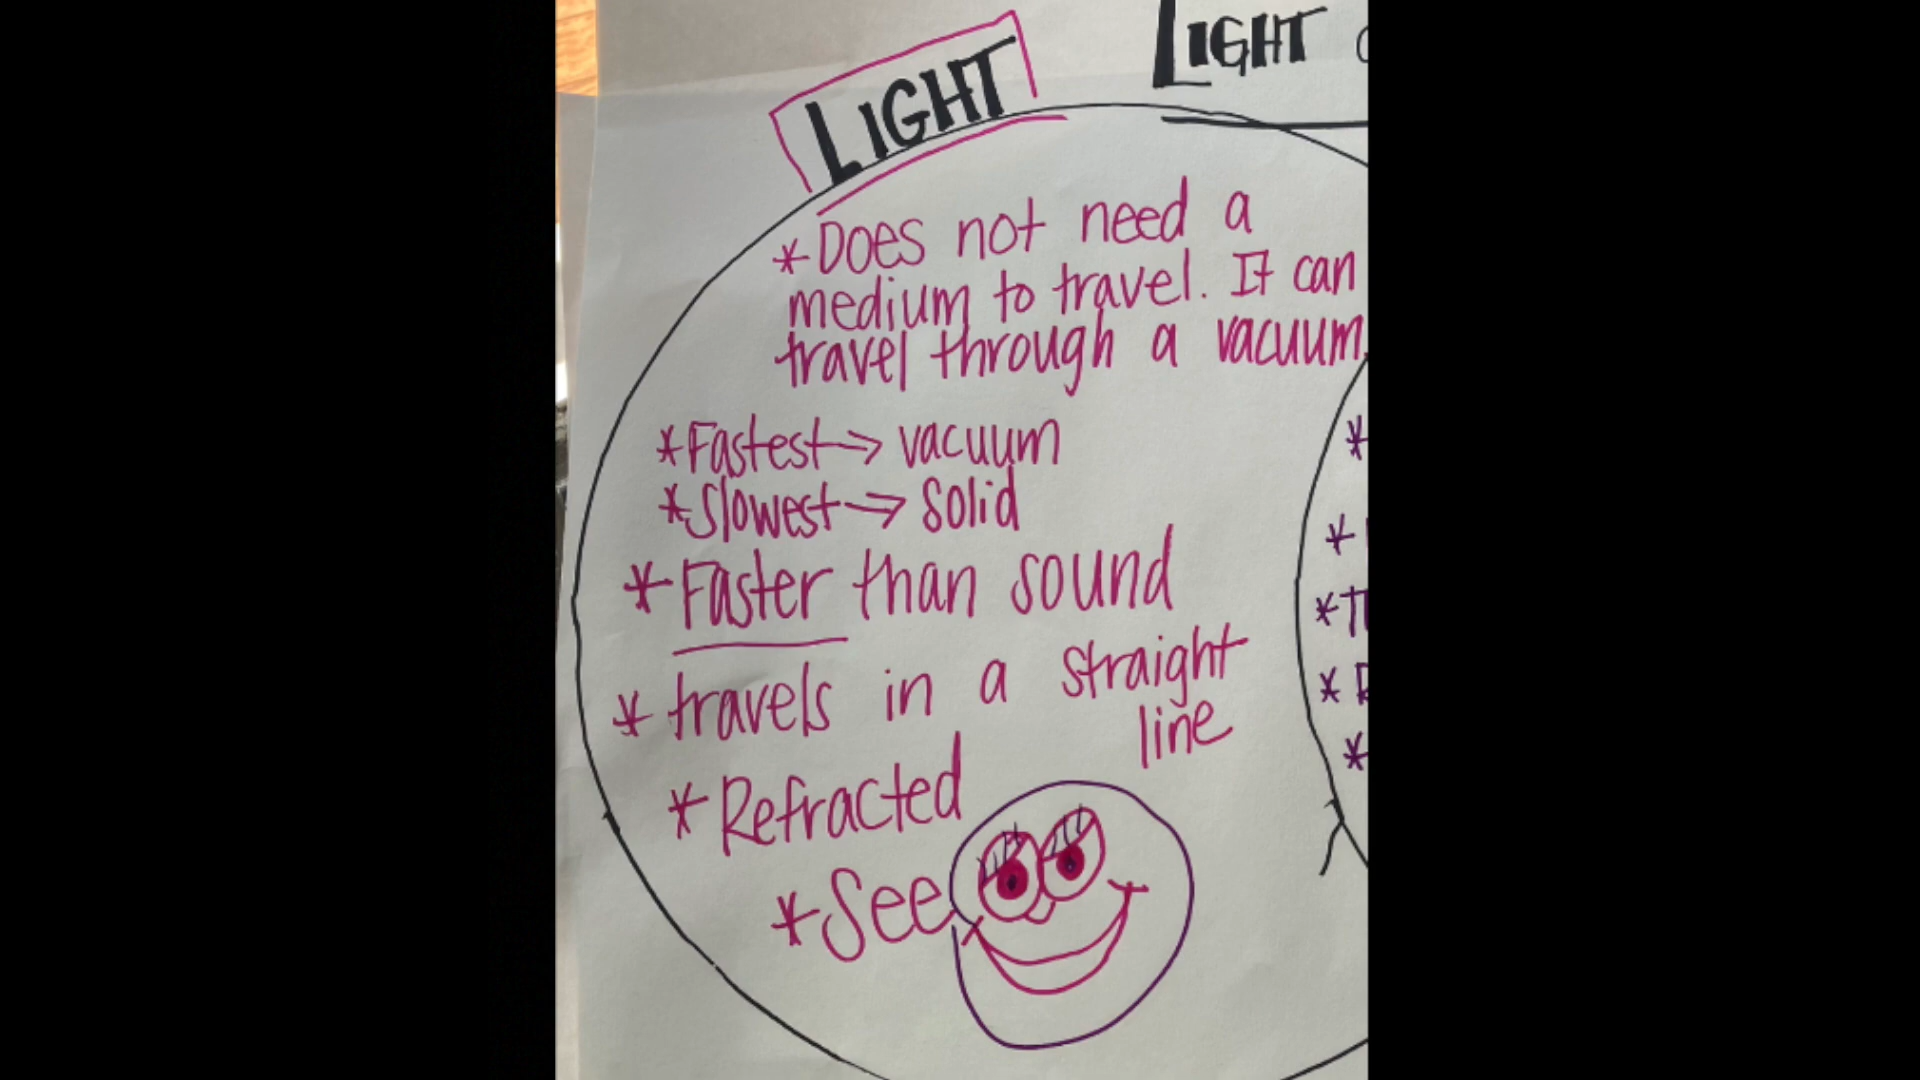 LIGHT
LIGHT
*Does not need a
medium to travel. It can
travel through a vacuum.
*Fastest→ vacuum
*Slowest→ solid
*Faster than sound
*travels in a straight
line
*Refracted
*See
*
*
*
*
*